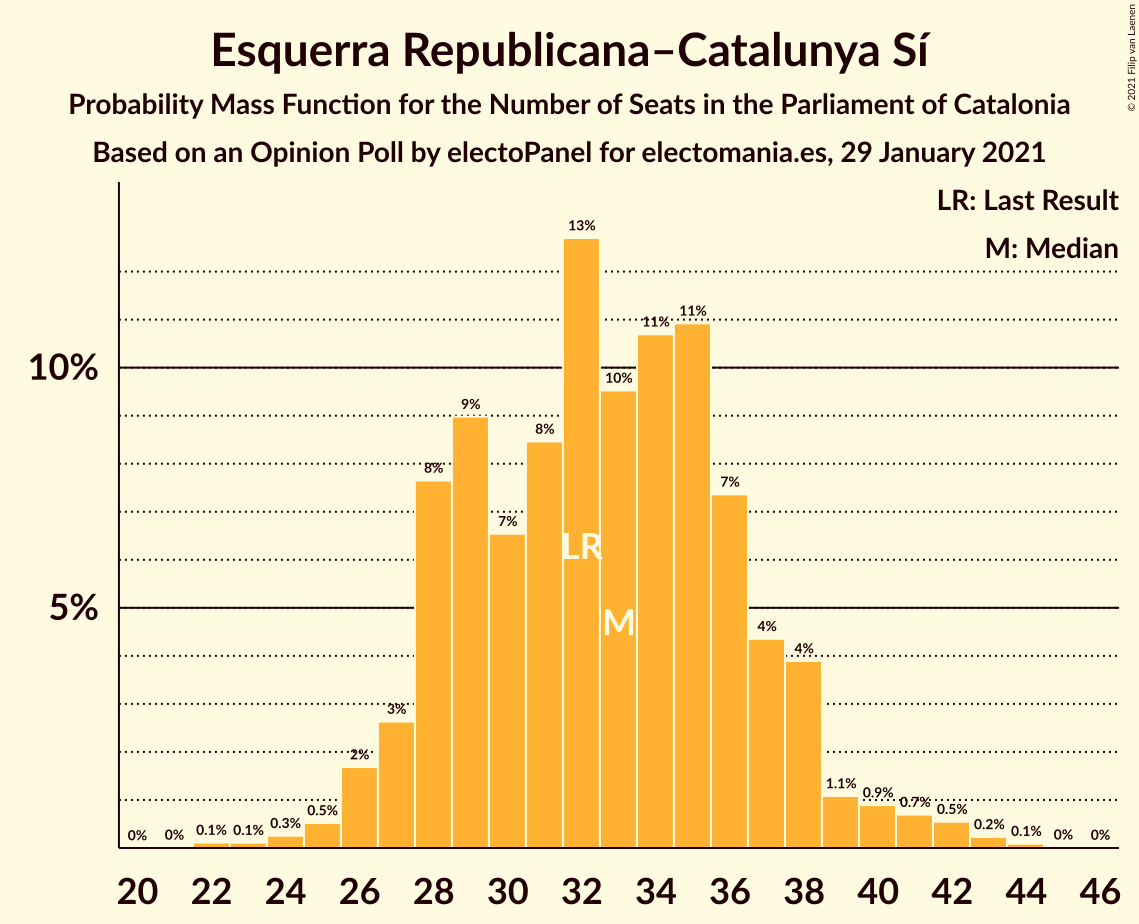 Esquerra Republicana–Catalunya Sí
Probability Mass Function for the Number of Seats in the Parliament of Catalonia
Based on an Opinion Poll by electoPanel for electomania.es, 29 January 2021
© 2021 Filip van Laenen
LR: Last Result
M: Median
10%
5%
0% 0% 0.1% 0.1% 0.3% 0.5% 2% 3% 8% 9% 7% 8% 13% 10% 11% 11% 7% 4% 4% 1.1% 0.9% 0.7% 0.5% 0.2% 0.1% 0% 0%
LR
M
20 22 24 26 28 30 32 34 36 38 40 42 44 46